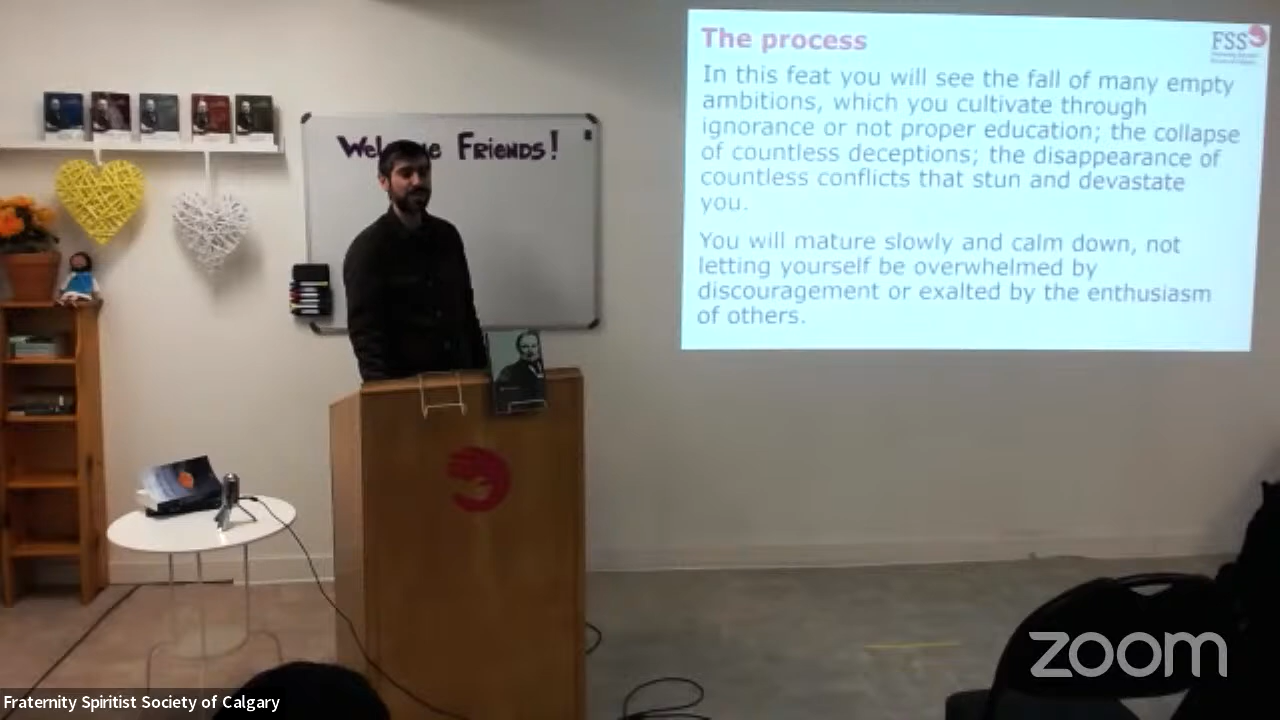 The process
FSS
In this feat you will see the fall of many empty
ambitions, which you cultivate through
ignorance or not proper education; the collapse
of countless deceptions; the disappearance of
countless conflicts that stun and devastate
you.
You will mature slowly and calm down, not
letting yourself be overwhelmed by
discouragement or exalted by the enthusiasm
of others.
Friends!
zoom
Fraternity Spiritist Society of Calgary